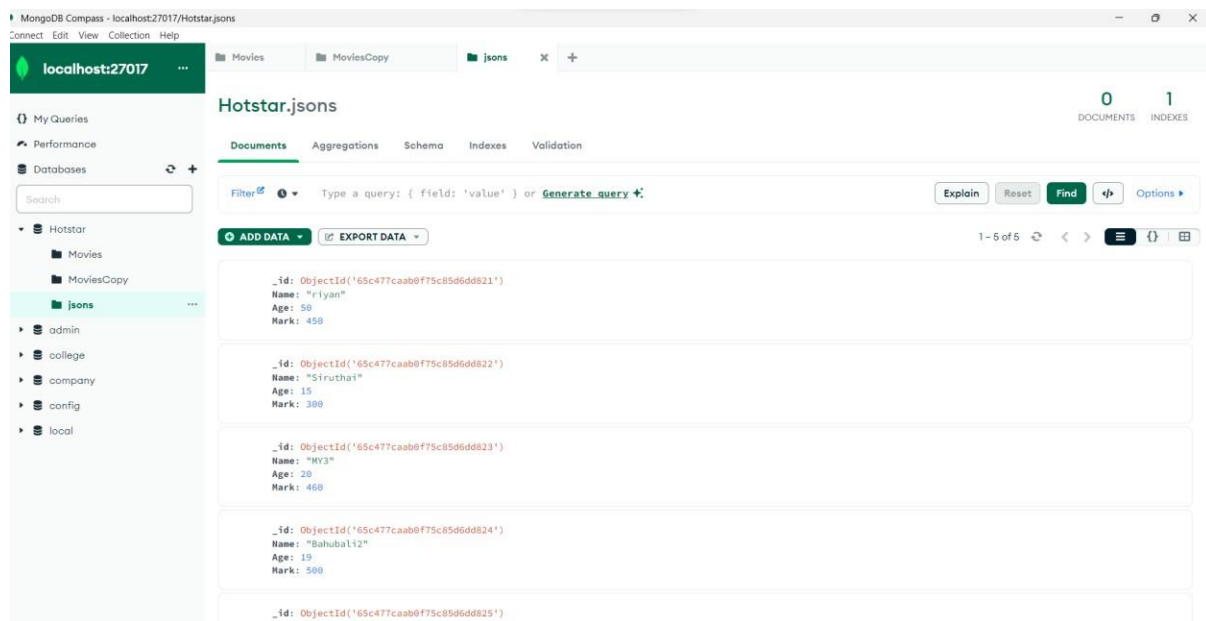 MongoDB Compass - localhost:27017/Hotstar.jsons
Connect Edit View Collection Help
localhost:27017 ...
Movies MoviesCopy jsons
Hotstar.jsons
0 1
DOCUMENTS INDEXES
{} My Queries
Performance
Databases
Search
Hotstar
Movies
MoviesCopy
jsons ...
admin
college
company
config
local
Documents Aggregations Schema Indexes Validation
Filter Type a query: { field: 'value' } or Generate query Explain Reset Find </> Options
ADD DATA EXPORT DATA 1 – 5 of 5 {}
_id: ObjectId('65c477caab0f75c85d6dd821')
Name: "riyan"
Age: 50
Mark: 450
_id: ObjectId('65c477caab0f75c85d6dd822')
Name: "Siruthai"
Age: 15
Mark: 300
_id: ObjectId('65c477caab0f75c85d6dd823')
Name: "MY3"
Age: 20
Mark: 460
_id: ObjectId('65c477caab0f75c85d6dd824')
Name: "Bahubali2"
Age: 19
Mark: 500
_id: ObjectId('65c477caab0f75c85d6dd825')